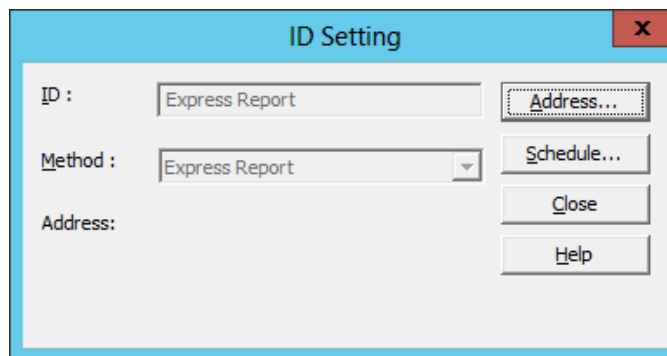 ID Setting
x
ID :
Express Report
Address...
Method :
Express Report
Schedule...
Address:
Close
Help